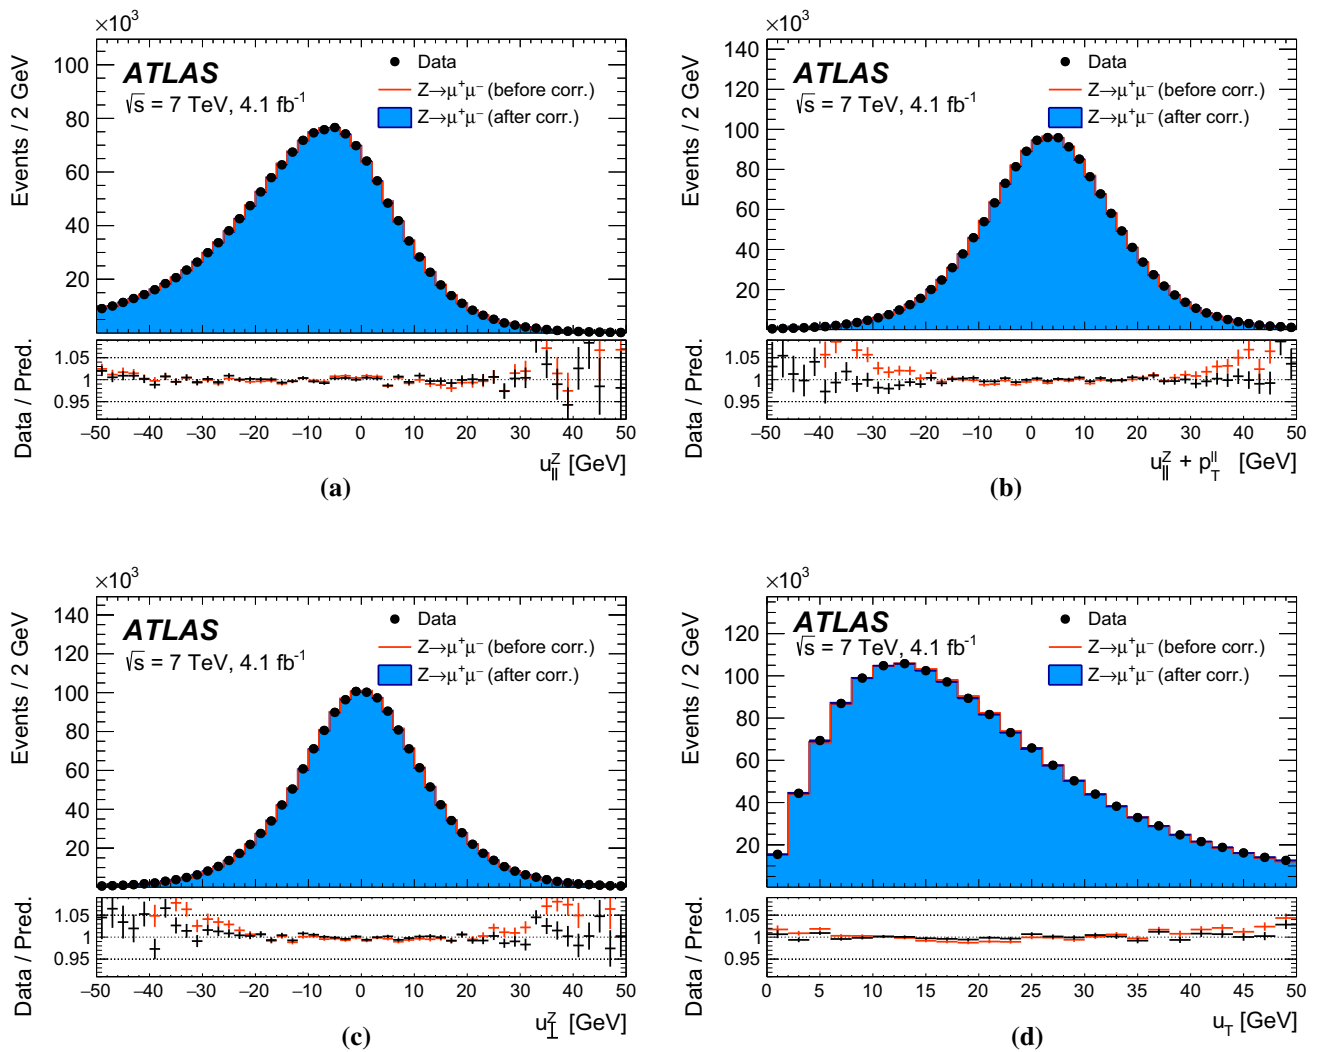 ×10³
Events / 2 GeV
100
80
60
40
20
ATLAS
√s = 7 TeV, 4.1 fb⁻¹
Data
Z→μ⁺μ⁻ (before corr.)
Z→μ⁺μ⁻ (after corr.)
Data / Pred.
1.05
1
0.95
−50 −40 −30 −20 −10 0 10 20 30 40 50
u∥ᶻ [GeV]
(a)
×10³
Events / 2 GeV
140
120
100
80
60
40
20
ATLAS
√s = 7 TeV, 4.1 fb⁻¹
Data
Z→μ⁺μ⁻ (before corr.)
Z→μ⁺μ⁻ (after corr.)
Data / Pred.
1.05
1
0.95
−50 −40 −30 −20 −10 0 10 20 30 40 50
u∥ᶻ + p_T^ll [GeV]
(b)
×10³
Events / 2 GeV
140
120
100
80
60
40
20
ATLAS
√s = 7 TeV, 4.1 fb⁻¹
Data
Z→μ⁺μ⁻ (before corr.)
Z→μ⁺μ⁻ (after corr.)
Data / Pred.
1.05
1
0.95
−50 −40 −30 −20 −10 0 10 20 30 40 50
u⊥ᶻ [GeV]
(c)
×10³
Events / 2 GeV
120
100
80
60
40
20
ATLAS
√s = 7 TeV, 4.1 fb⁻¹
Data
Z→μ⁺μ⁻ (before corr.)
Z→μ⁺μ⁻ (after corr.)
Data / Pred.
1.05
1
0.95
0 5 10 15 20 25 30 35 40 45 50
u_T [GeV]
(d)